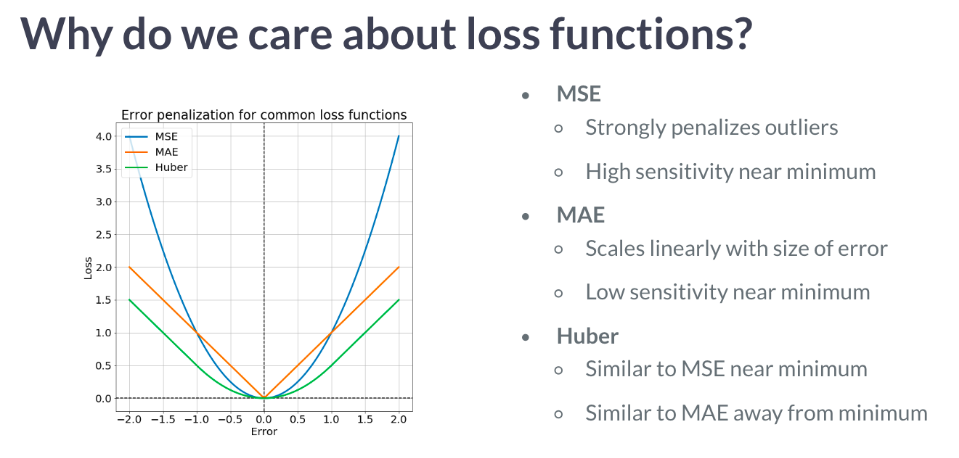 Why do we care about loss functions?
Error penalization for common loss functions
MSE
MAE
Huber
4.0
3.5
3.0
2.5
2.0
1.5
1.0
0.5
0.0
Loss
−2.0 −1.5 −1.0 −0.5 0.0 0.5 1.0 1.5 2.0
Error
• MSE
○ Strongly penalizes outliers
○ High sensitivity near minimum
• MAE
○ Scales linearly with size of error
○ Low sensitivity near minimum
• Huber
○ Similar to MSE near minimum
○ Similar to MAE away from minimum